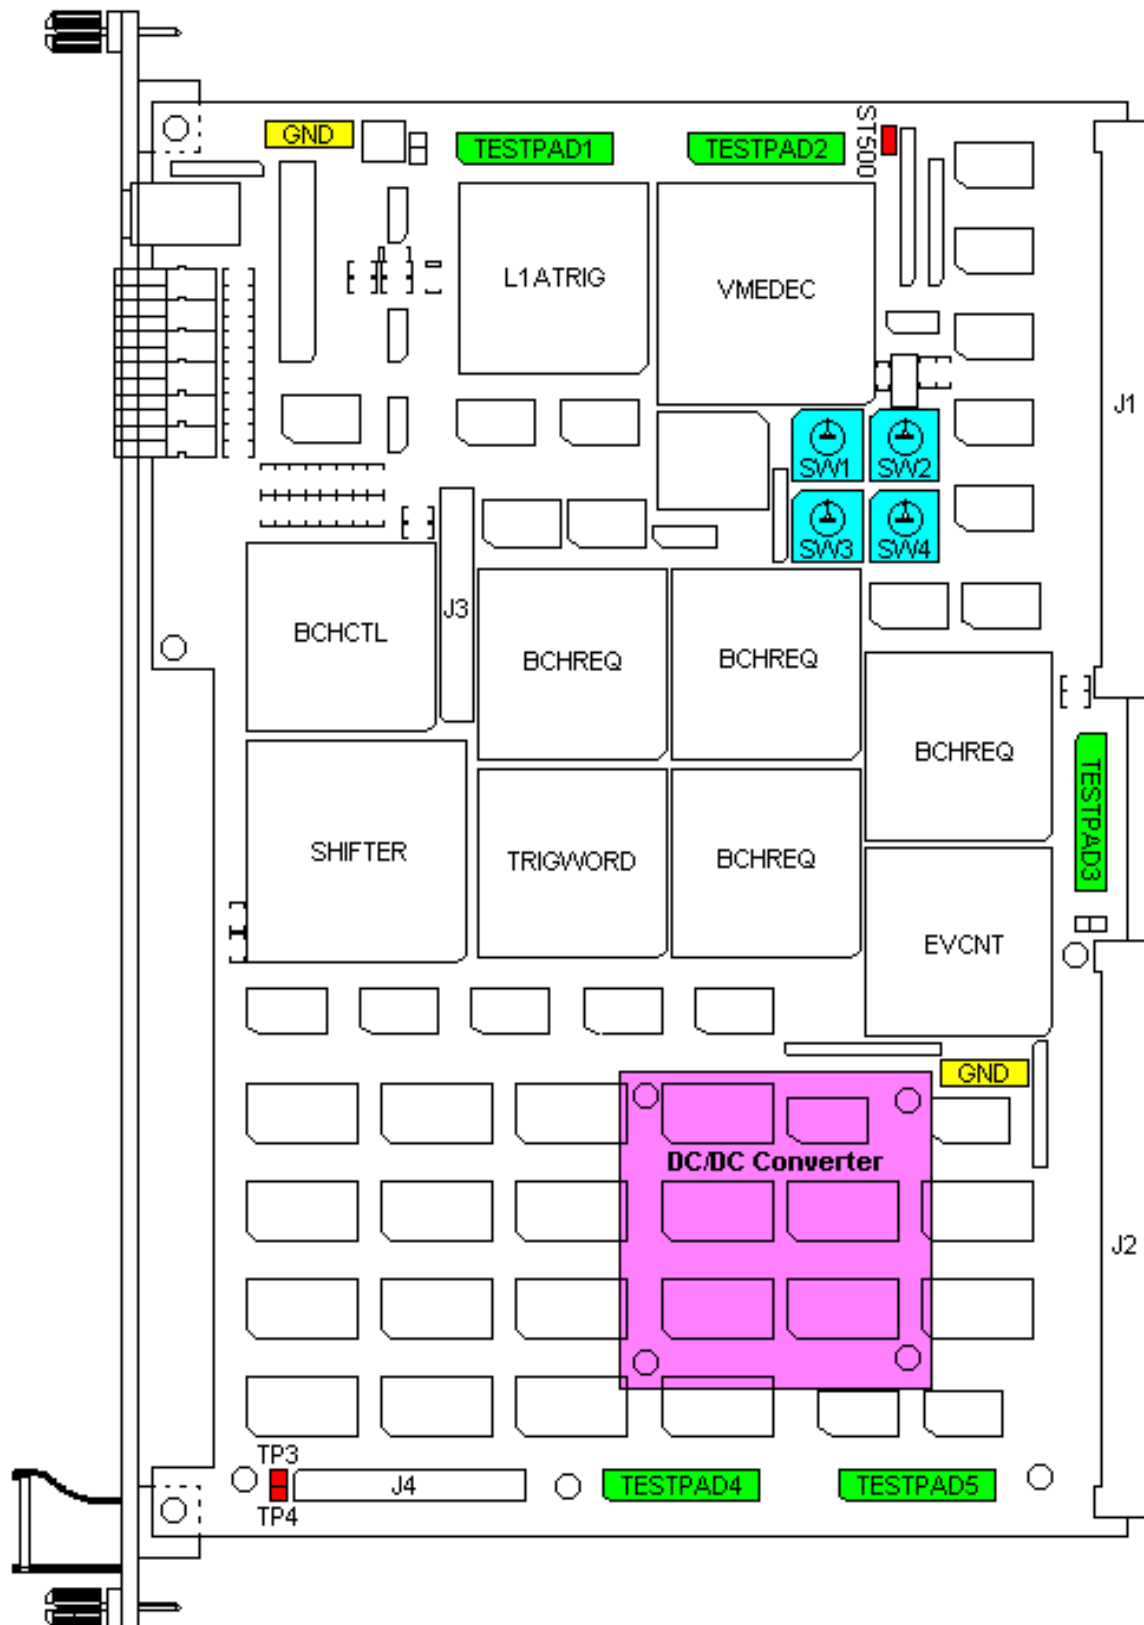 GND
TESTPAD1
TESTPAD2
ST500
L1ATRIG
VMEDEC
J1
SW1
SW2
SW3
SW4
J3
BCHCTL
BCHREQ
BCHREQ
BCHREQ
TESTPAD3
SHIFTER
TRIGWORD
BCHREQ
EVCNT
GND
DC/DC Converter
J2
TP3
J4
TESTPAD4
TESTPAD5
TP4